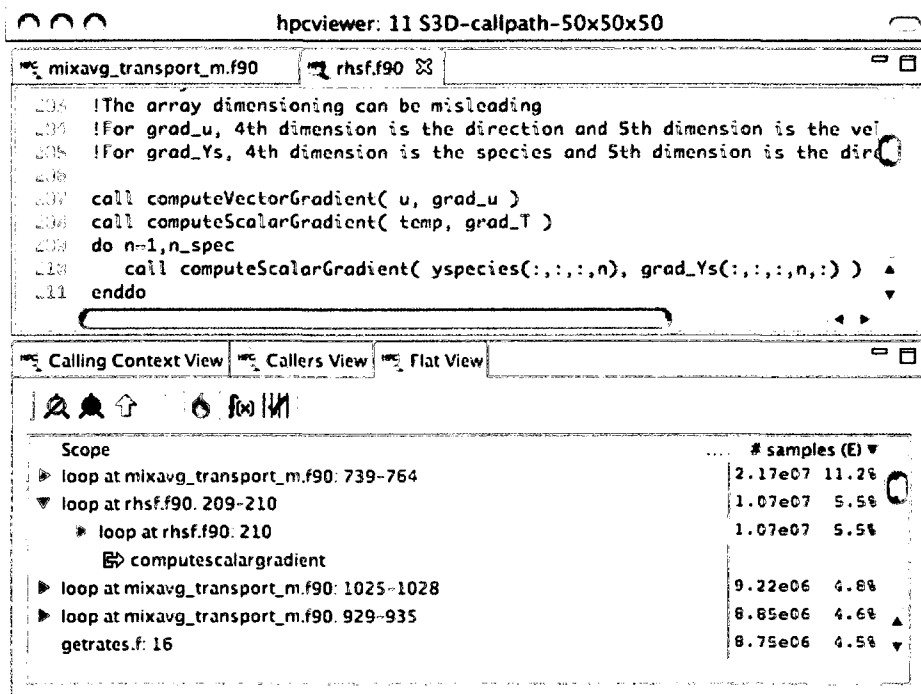 hpcviewer: 11 S3D-callpath-50x50x50
mixavg_transport_m.f90 rhsf.f90
!The array dimensioning can be misleading
!For grad_u, 4th dimension is the direction and 5th dimension is the vel
!For grad_Ys, 4th dimension is the species and 5th dimension is the dire
call computeVectorGradient( u, grad_u )
call computeScalarGradient( temp, grad_T )
do n=1,n_spec
210 call computeScalarGradient( yspecies(:,:,:,n), grad_Ys(:,:,:,n,:) )
211 enddo
Calling Context View Callers View Flat View
f(x)
Scope .... # samples (E)
loop at mixavg_transport_m.f90: 739-764 2.17e07 11.2%
loop at rhsf.f90: 209-210 1.07e07 5.5%
loop at rhsf.f90: 210 1.07e07 5.5%
computescalargradient
loop at mixavg_transport_m.f90: 1025-1028 9.22e06 4.8%
loop at mixavg_transport_m.f90: 929-935 8.85e06 4.6%
getrates.f: 16 8.75e06 4.5%